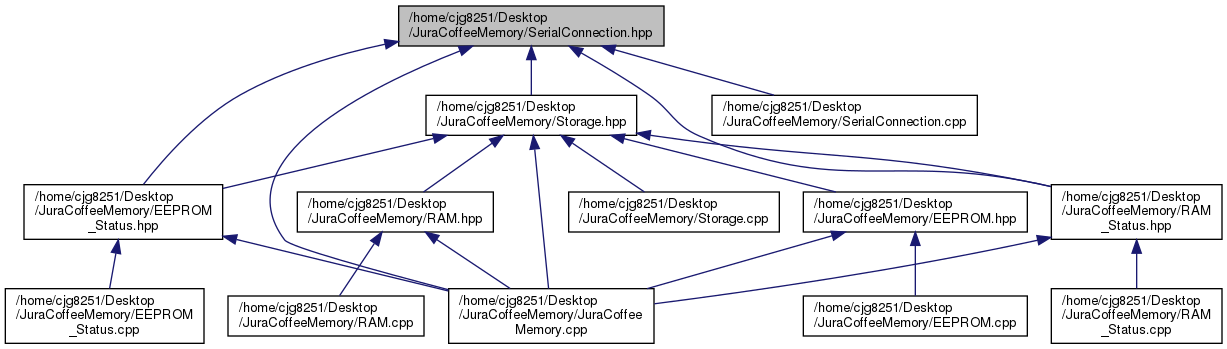 /home/cjg8251/Desktop
/JuraCoffeeMemory/SerialConnection.hpp
/home/cjg8251/Desktop
/JuraCoffeeMemory/Storage.hpp
/home/cjg8251/Desktop
/JuraCoffeeMemory/SerialConnection.cpp
/home/cjg8251/Desktop
/JuraCoffeeMemory/EEPROM
_Status.hpp
/home/cjg8251/Desktop
/JuraCoffeeMemory/RAM.hpp
/home/cjg8251/Desktop
/JuraCoffeeMemory/Storage.cpp
/home/cjg8251/Desktop
/JuraCoffeeMemory/EEPROM.hpp
/home/cjg8251/Desktop
/JuraCoffeeMemory/RAM
_Status.hpp
/home/cjg8251/Desktop
/JuraCoffeeMemory/EEPROM
_Status.cpp
/home/cjg8251/Desktop
/JuraCoffeeMemory/RAM.cpp
/home/cjg8251/Desktop
/JuraCoffeeMemory/JuraCoffee
Memory.cpp
/home/cjg8251/Desktop
/JuraCoffeeMemory/EEPROM.cpp
/home/cjg8251/Desktop
/JuraCoffeeMemory/RAM
_Status.cpp